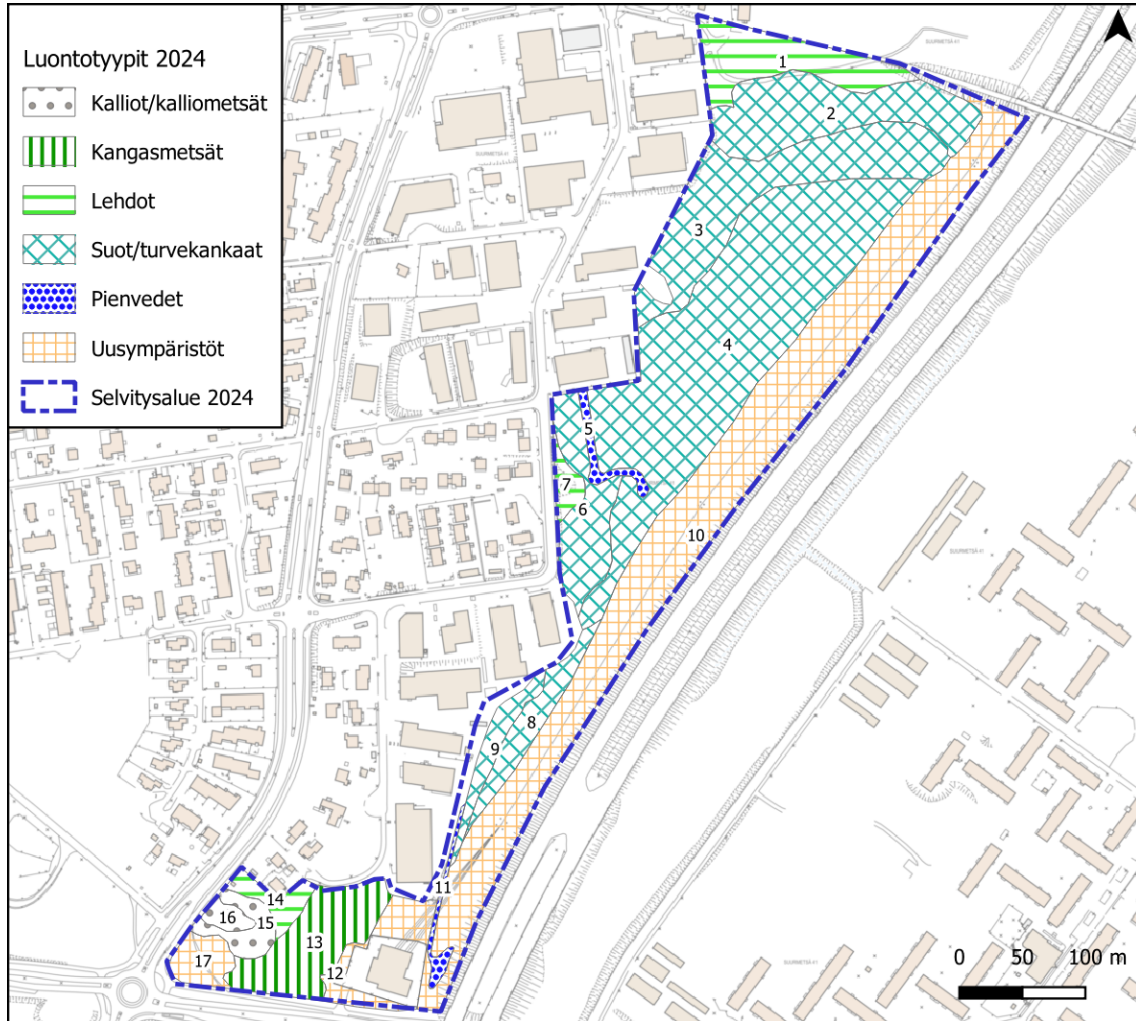 Luontotyypit 2024
Kalliot/kalliometsät
Kangasmetsät
Lehdot
Suot/turvekankaat
Pienvedet
Uusympäristöt
Selvitysalue 2024
1
2
3
4
5
7
6
10
8
9
11
14
16
15
13
17
12
0 50 100 m